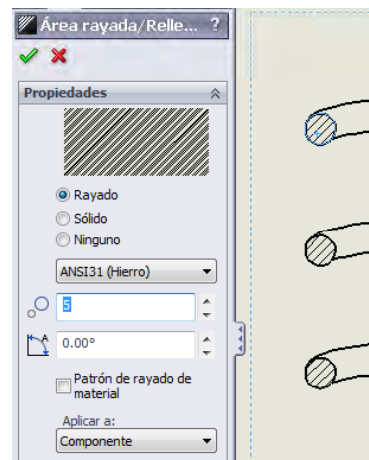 Área rayada/Relle... ?
Propiedades
Rayado
Sólido
Ninguno
ANSI31 (Hierro)
5
A
0.00°
Patrón de rayado de
material
Aplicar a:
Componente